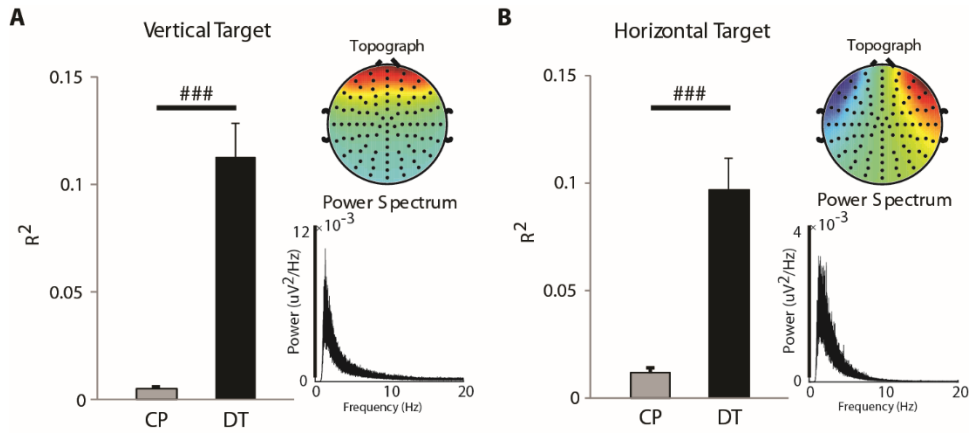 A
Vertical Target
Topograph
0.15
###
0.1
R2
0.05
0
CP
DT
Power Spectrum
12
×10-3
Power (uV2/Hz)
0
0
10
20
Frequency (Hz)
B
Horizontal Target
Topograph
0.15
###
0.1
R2
0.05
0
CP
DT
Power Spectrum
4
×10-3
Power (uV2/Hz)
0
0
10
20
Frequency (Hz)